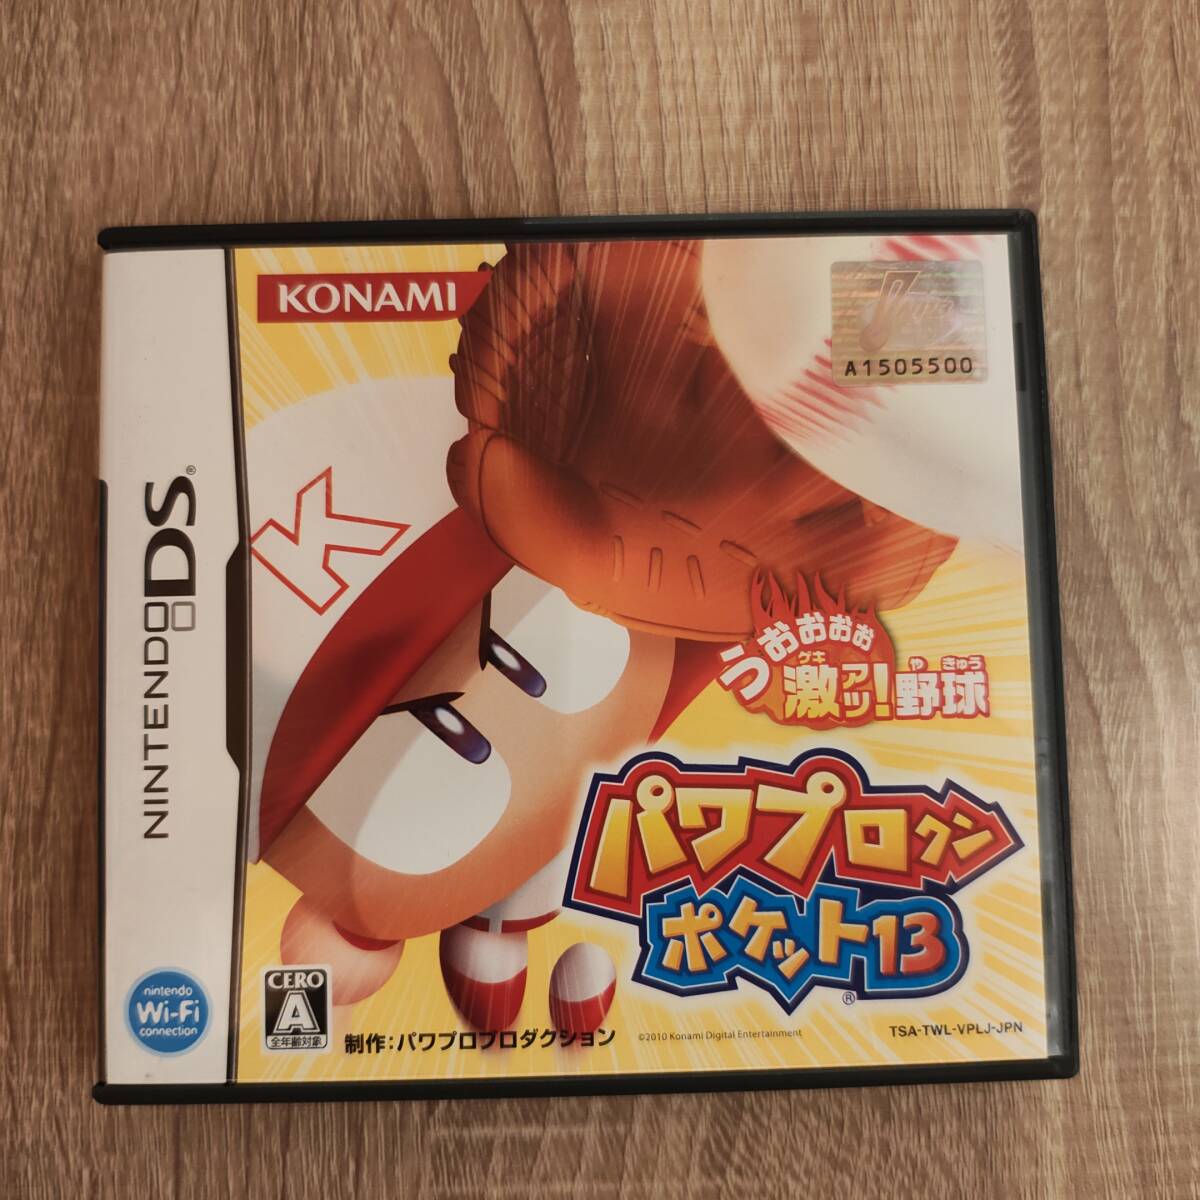 KONAMI
A1505500
NINTENDO DS®
K
うおおおお
激アツ!野球
ゲキ
やきゅう
パワプロクン
ポケット13
®
nintendo
Wi-Fi
connection
CERO
A
全年齢対象
制作:パワプロプロダクション
©2010 Konami Digital Entertainment
TSA-TWL-VPLJ-JPN